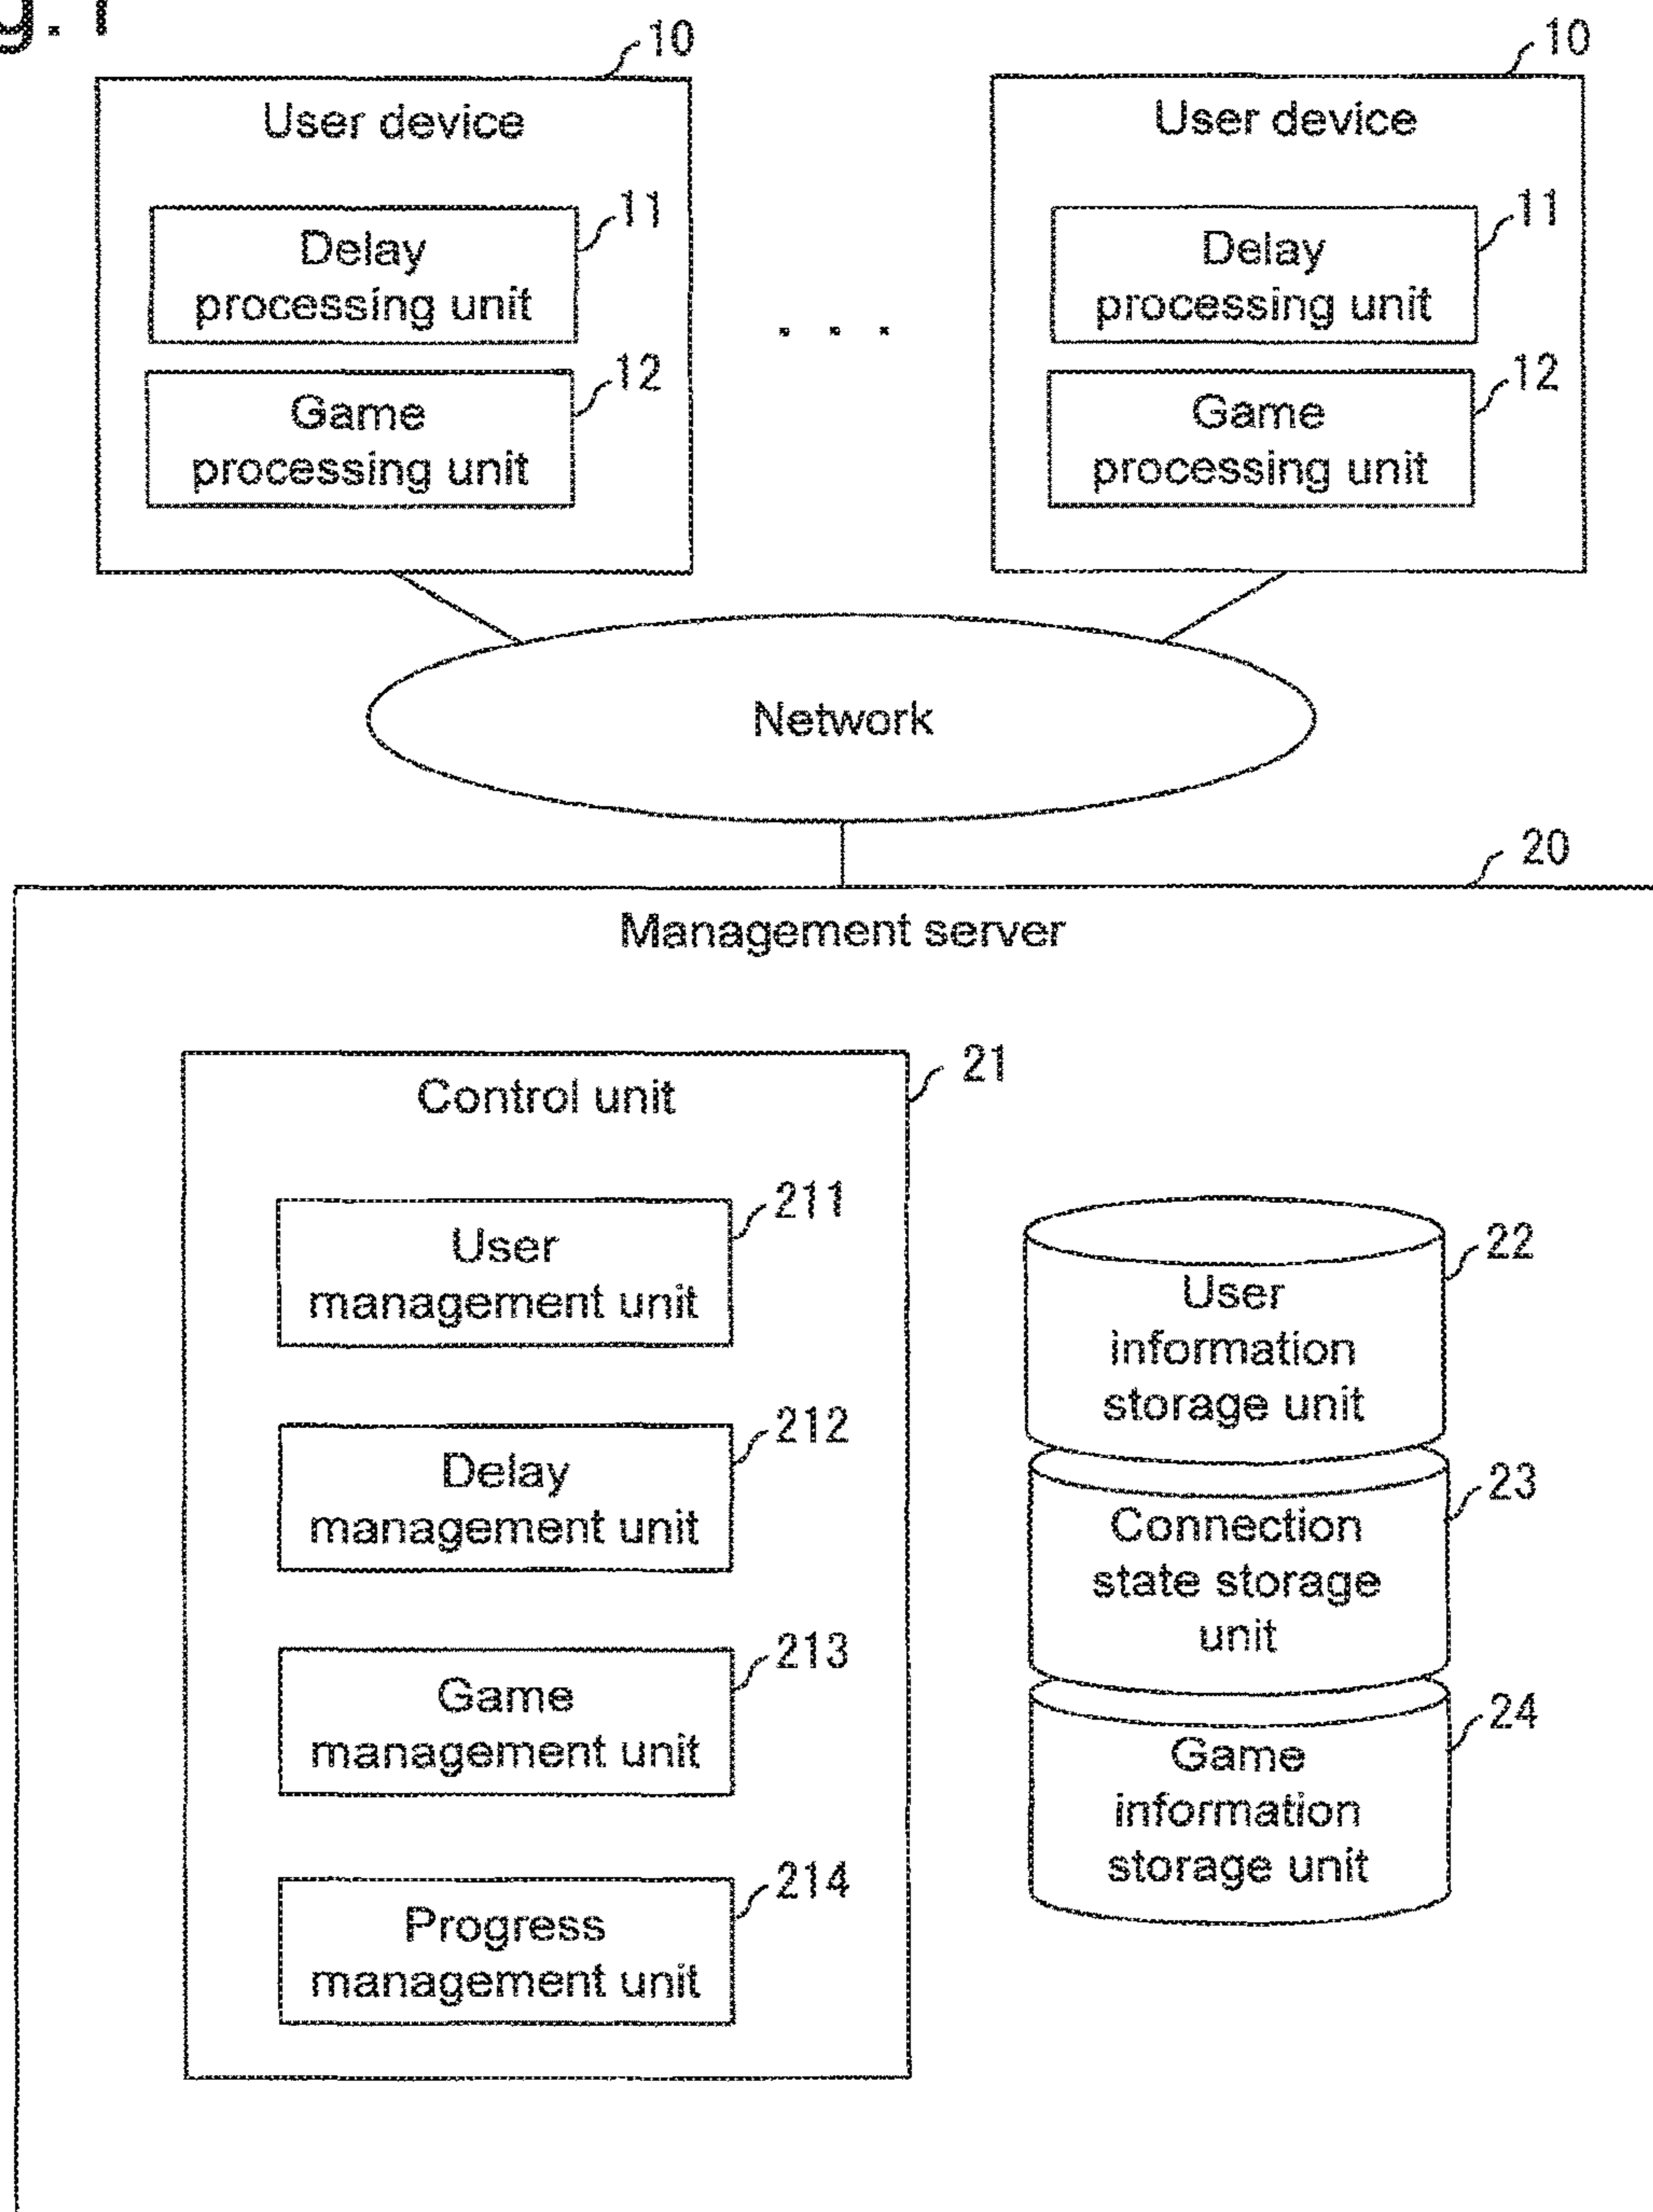 g. 1
10
10
User device
User device
11
11
Delay
processing unit
Delay
processing unit
. . .
12
12
Game
processing unit
Game
processing unit
Network
20
Management server
21
Control unit
211
User
management unit
212
Delay
management unit
213
Game
management unit
214
Progress
management unit
22
User
information
storage unit
23
Connection
state storage
unit
24
Game
information
storage unit